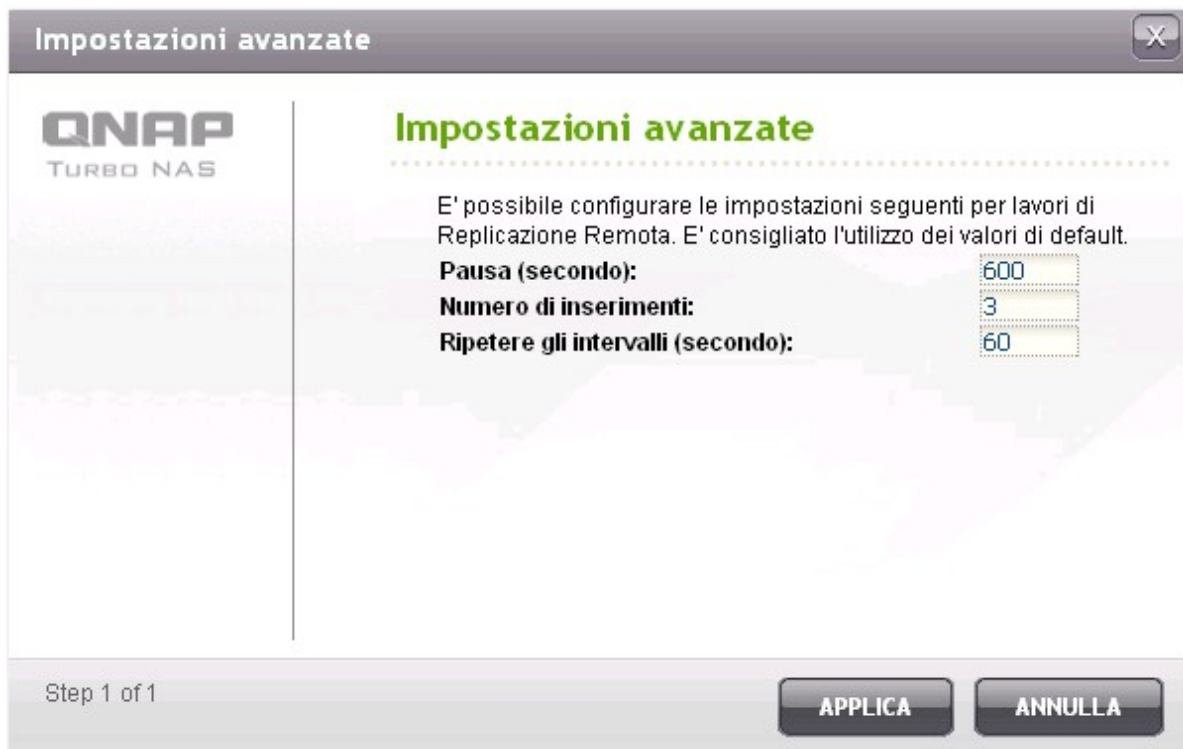 Impostazioni avanzate
X
QNAP
TURBO NAS
Impostazioni avanzate
E' possibile configurare le impostazioni seguenti per lavori di
Replicazione Remota. E' consigliato l'utilizzo dei valori di default.
Pausa (secondo): 600
Numero di inserimenti: 3
Ripetere gli intervalli (secondo): 60
Step 1 of 1
APPLICA ANNULLA